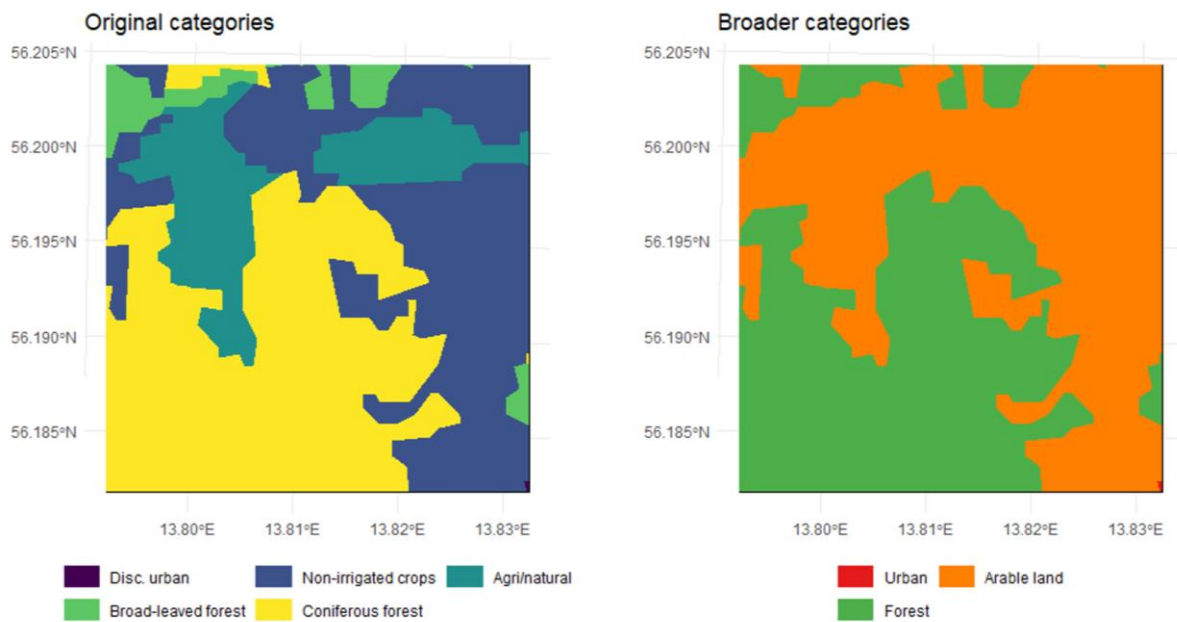 Original categories
56.205°N
56.200°N
56.195°N
56.190°N
56.185°N
13.80°E 13.81°E 13.82°E 13.83°E
Disc. urban Non-irrigated crops Agri/natural
Broad-leaved forest Coniferous forest
Broader categories
56.205°N
56.200°N
56.195°N
56.190°N
56.185°N
13.80°E 13.81°E 13.82°E 13.83°E
Urban Arable land
Forest